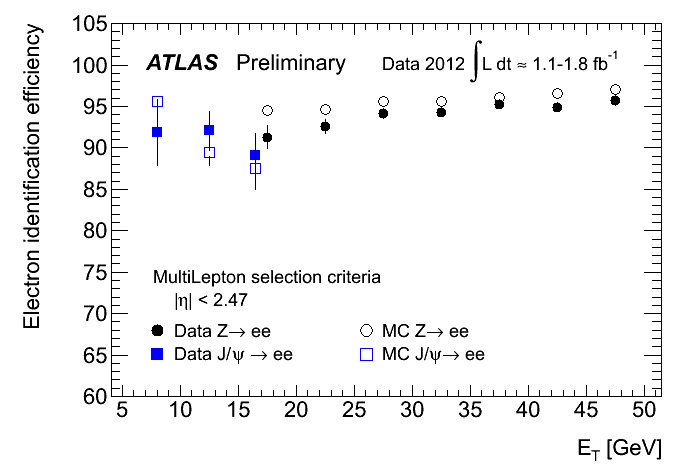 Electron identification efficiency
105
100
95
90
85
80
75
70
65
60
ATLAS Preliminary
Data 2012 ∫L dt ≈ 1.1-1.8 fb⁻¹
MultiLepton selection criteria
|η| < 2.47
Data Z→ ee MC Z→ ee
Data J/ψ → ee MC J/ψ→ ee
5 10 15 20 25 30 35 40 45 50
E_T [GeV]